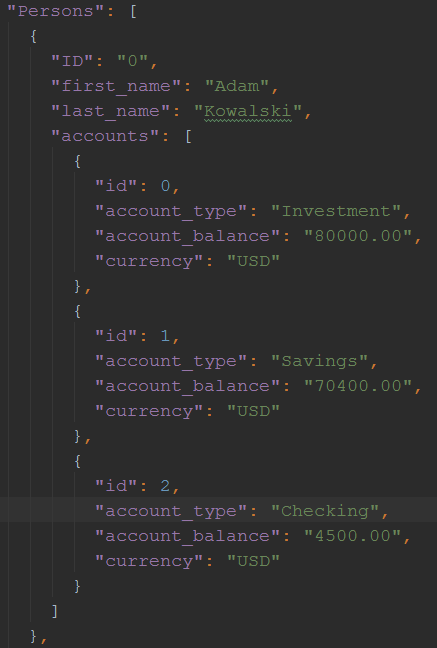 "Persons": [
  {
    "ID": "0",
    "first_name": "Adam",
    "last_name": "Kowalski",
    "accounts": [
      {
        "id": 0,
        "account_type": "Investment",
        "account_balance": "80000.00",
        "currency": "USD"
      },
      {
        "id": 1,
        "account_type": "Savings",
        "account_balance": "70400.00",
        "currency": "USD"
      },
      {
        "id": 2,
        "account_type": "Checking",
        "account_balance": "4500.00",
        "currency": "USD"
      }
    ]
  },